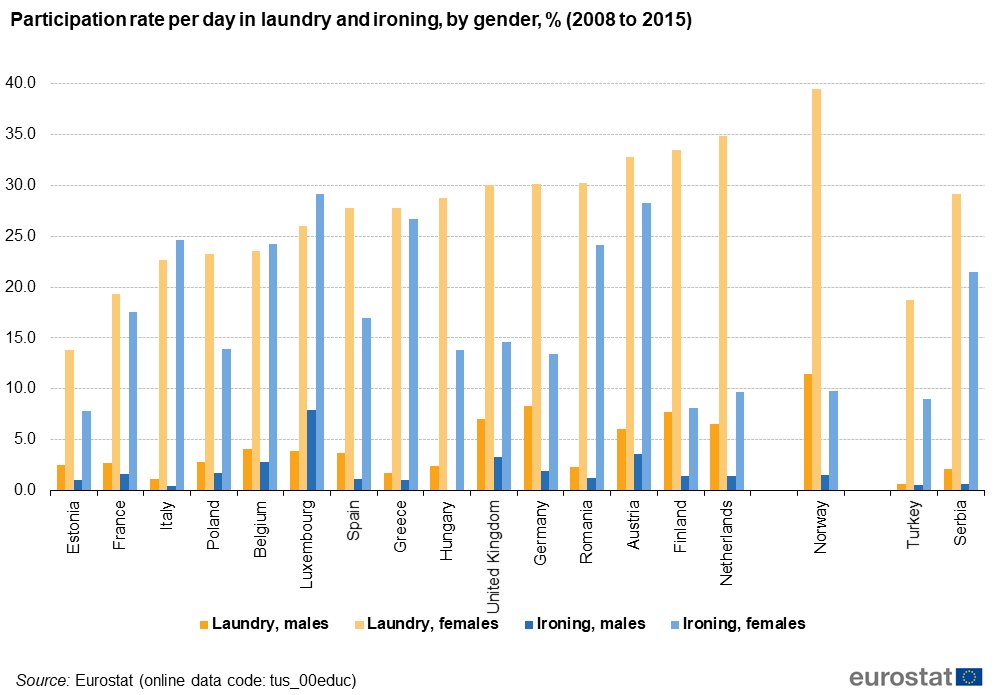 Participation rate per day in laundry and ironing, by gender, % (2008 to 2015)
40.0
35.0
30.0
25.0
20.0
15.0
10.0
5.0
0.0
Estonia
France
Italy
Poland
Belgium
Luxembourg
Spain
Greece
Hungary
United Kingdom
Germany
Romania
Austria
Finland
Netherlands
Norway
Turkey
Serbia
Laundry, males Laundry, females Ironing, males Ironing, females
Source: Eurostat (online data code: tus_00educ)
eurostat